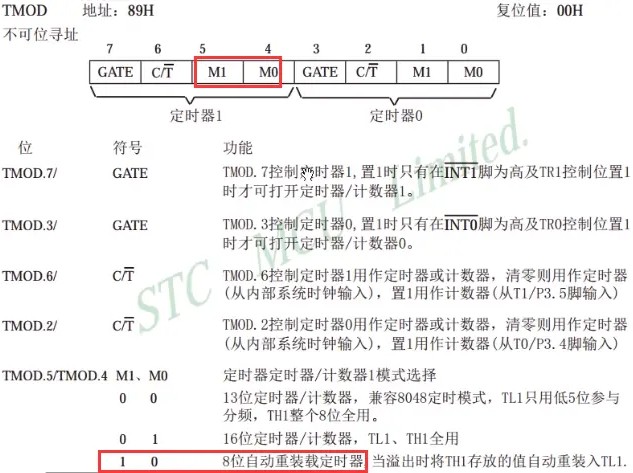 TMOD 地址：89H 复位值：00H
不可位寻址
7 6 5 4 3 2 1 0
GATE C/T M1 M0 GATE C/T M1 M0
定时器1 定时器0
位 符号 功能
TMOD.7/ GATE TMOD.7控制定时器1,置1时只有在INT1脚为高及TR1控制位置1
时才可打开定时器/计数器1。
TMOD.3/ GATE TMOD.3控制定时器0,置1时只有在INT0脚为高及TR0控制位置1
时才可打开定时器/计数器0。
TMOD.6/ C/T TMOD.6控制定时器1用作定时器或计数器，清零则用作定时器
(从内部系统时钟输入)，置1用作计数器(从T1/P3.5脚输入)
TMOD.2/ C/T TMOD.2控制定时器0用作定时器或计数器，清零则用作定时器
(从内部系统时钟输入)，置1用作计数器(从T0/P3.4脚输入)
TMOD.5/TMOD.4 M1、M0 定时器定时器/计数器1模式选择
0 0 13位定时器/计数器，兼容8048定时模式，TL1只用低5位参与
分频，TH1整个8位全用。
0 1 16位定时器/计数器，TL1、TH1全用
1 0 8位自动重装载定时器，当溢出时将TH1存放的值自动重装入TL1.
STC MCU Limited.